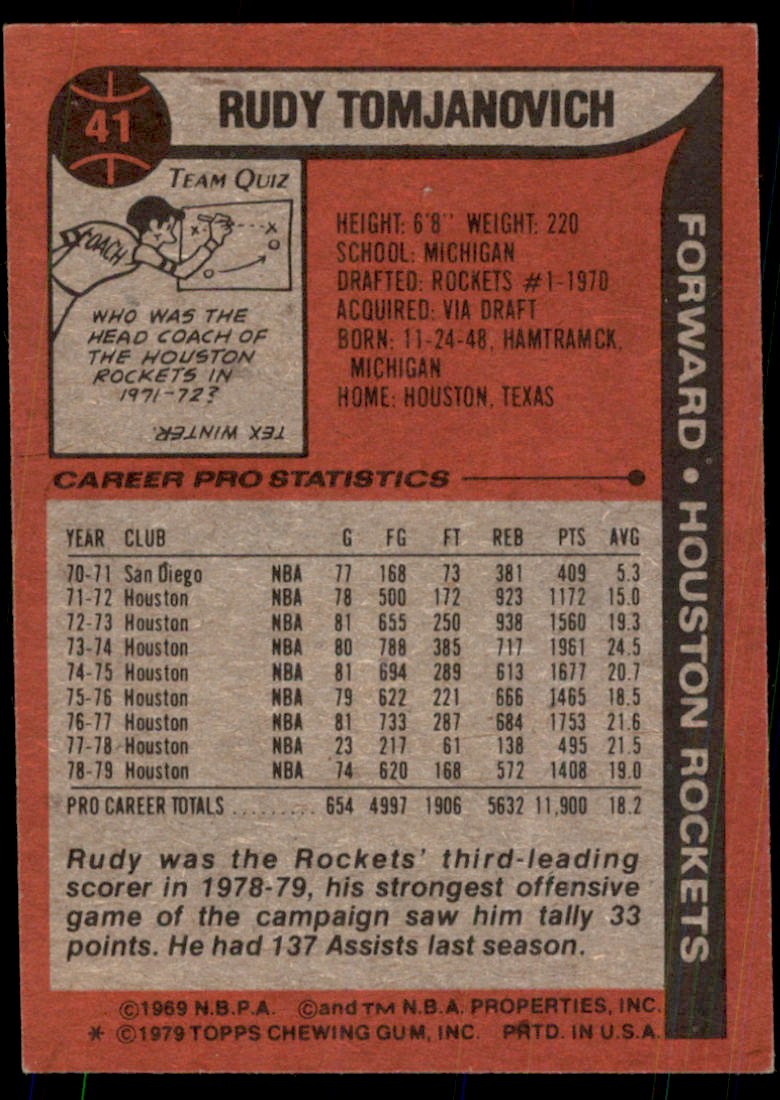 41
RUDY TOMJANOVICH
TEAM QUIZ
COACH
WHO WAS THE
HEAD COACH OF
THE HOUSTON
ROCKETS IN
1971-72?
TEX WINTER.
HEIGHT: 6'8" WEIGHT: 220
SCHOOL: MICHIGAN
DRAFTED: ROCKETS #1-1970
ACQUIRED: VIA DRAFT
BORN: 11-24-48, HAMTRAMCK,
MICHIGAN
HOME: HOUSTON, TEXAS
FORWARD • HOUSTON ROCKETS
CAREER PRO STATISTICS
YEAR CLUB G FG FT REB PTS AVG
70-71 San Diego NBA 77 168 73 381 409 5.3
71-72 Houston NBA 78 500 172 923 1172 15.0
72-73 Houston NBA 81 655 250 938 1560 19.3
73-74 Houston NBA 80 788 385 717 1961 24.5
74-75 Houston NBA 81 694 289 613 1677 20.7
75-76 Houston NBA 79 622 221 666 1465 18.5
76-77 Houston NBA 81 733 287 684 1753 21.6
77-78 Houston NBA 23 217 61 138 495 21.5
78-79 Houston NBA 74 620 168 572 1408 19.0
PRO CAREER TOTALS ......... 654 4997 1906 5632 11,900 18.2
Rudy was the Rockets' third-leading
scorer in 1978-79, his strongest offensive
game of the campaign saw him tally 33
points. He had 137 Assists last season.
©1969 N.B.P.A. ©and TM N.B.A. PROPERTIES, INC.
* ©1979 TOPPS CHEWING GUM, INC. PRTD. IN U.S.A.